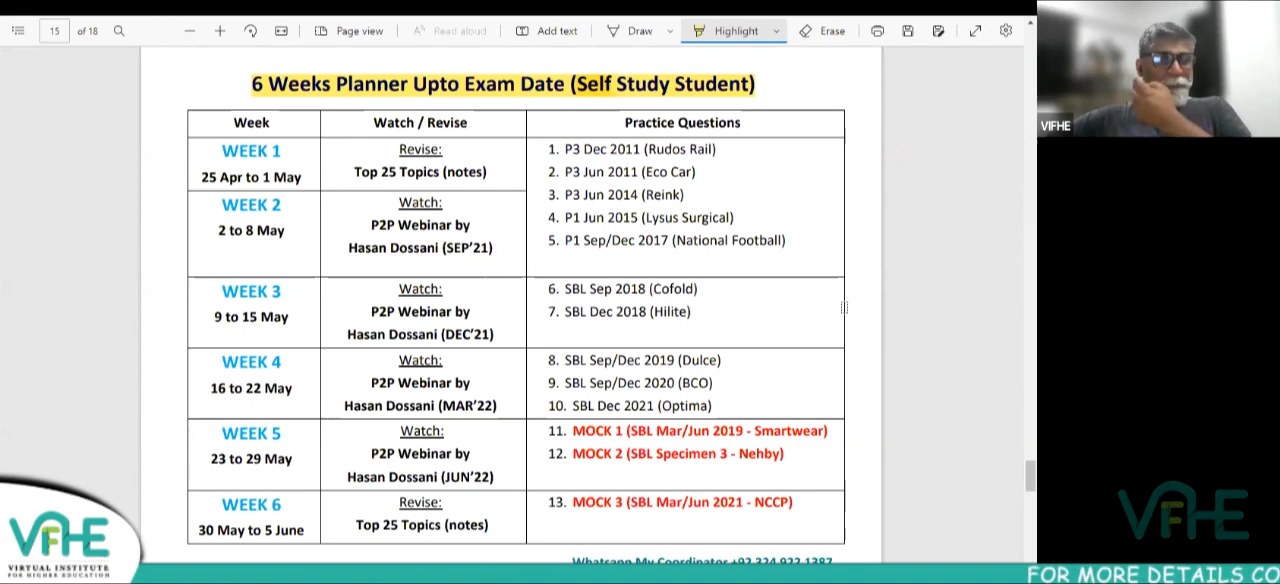 15 of 18
Page view
Read aloud
Add text
Draw
Highlight
Erase
6 Weeks Planner Upto Exam Date (Self Study Student)
Week
Watch / Revise
Practice Questions
WEEK 1
25 Apr to 1 May
Revise:
Top 25 Topics (notes)
1. P3 Dec 2011 (Rudos Rail)
2. P3 Jun 2011 (Eco Car)
3. P3 Jun 2014 (Reink)
4. P1 Jun 2015 (Lysus Surgical)
5. P1 Sep/Dec 2017 (National Football)
WEEK 2
2 to 8 May
Watch:
P2P Webinar by
Hasan Dossani (SEP'21)
WEEK 3
9 to 15 May
Watch:
P2P Webinar by
Hasan Dossani (DEC'21)
6. SBL Sep 2018 (Cofold)
7. SBL Dec 2018 (Hilite)
WEEK 4
16 to 22 May
Watch:
P2P Webinar by
Hasan Dossani (MAR'22)
8. SBL Sep/Dec 2019 (Dulce)
9. SBL Sep/Dec 2020 (BCO)
10. SBL Dec 2021 (Optima)
WEEK 5
23 to 29 May
Watch:
P2P Webinar by
Hasan Dossani (JUN'22)
11. MOCK 1 (SBL Mar/Jun 2019 - Smartwear)
12. MOCK 2 (SBL Specimen 3 - Nehby)
WEEK 6
30 May to 5 June
Revise:
Top 25 Topics (notes)
13. MOCK 3 (SBL Mar/Jun 2021 - NCCP)
Whatsapp My Coordinator +92 324 922 1387
VIFHE
VIFHE
VIRTUAL INSTITUTE
FOR HIGHER EDUCATION
VIFHE
FOR MORE DETAILS CO